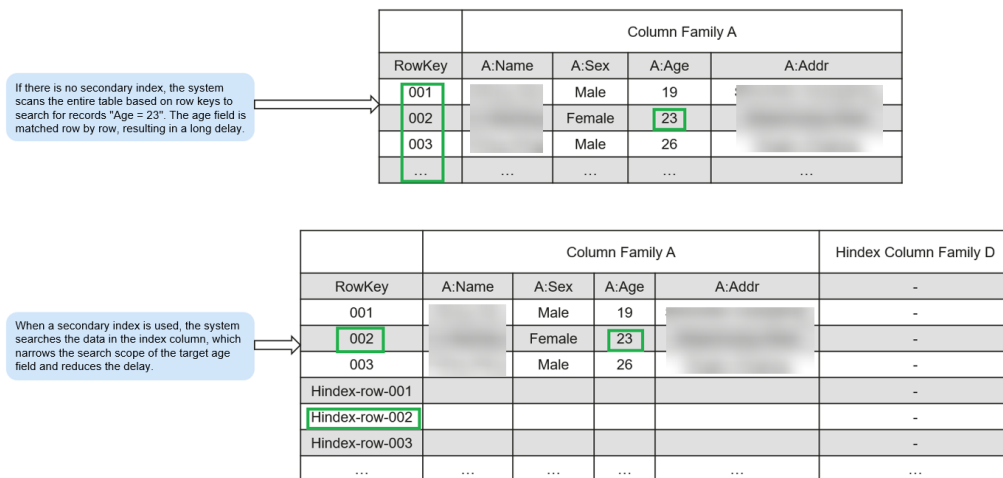 Column Family A
RowKey A:Name A:Sex A:Age A:Addr
If there is no secondary index, the system
scans the entire table based on row keys to
search for records "Age = 23". The age field is
matched row by row, resulting in a long delay.
001 Male 19
002 Female 23
003 Male 26
... ... ... ... ...
Column Family A Hindex Column Family D
RowKey A:Name A:Sex A:Age A:Addr -
When a secondary index is used, the system
searches the data in the index column, which
narrows the search scope of the target age
field and reduces the delay.
001 Male 19 -
002 Female 23 -
003 Male 26 -
Hindex-row-001 -
Hindex-row-002 -
Hindex-row-003 -
... ... ... ... ... ...